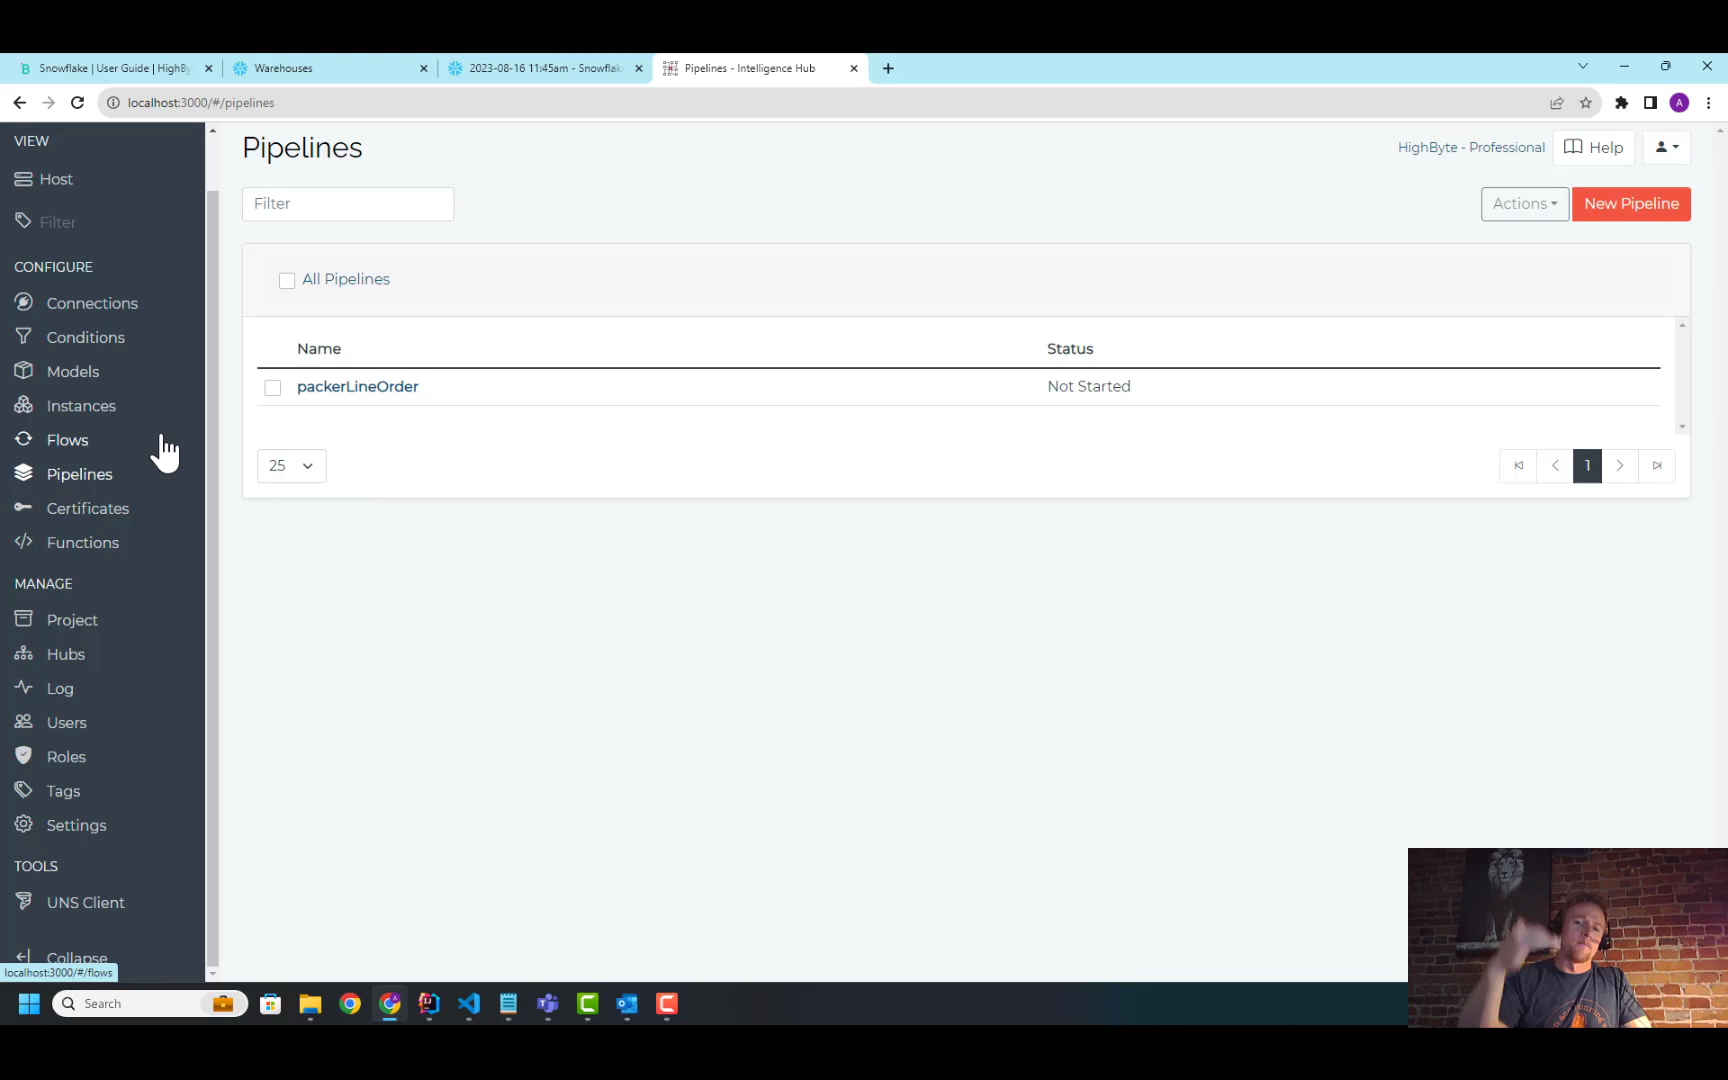 Snowflake | User Guide | HighBy
Warehouses
2023-08-16 11:45am - Snowflak
Pipelines - Intelligence Hub
localhost:3000/#/pipelines
A
VIEW
Host
Filter
CONFIGURE
Connections
Conditions
Models
Instances
Flows
Pipelines
Certificates
Functions
MANAGE
Project
Hubs
Log
Users
Roles
Tags
Settings
TOOLS
UNS Client
Collapse
localhost:3000/#/flows
Pipelines
HighByte - Professional
Help
Filter
Actions
New Pipeline
All Pipelines
Name Status
packerLineOrder Not Started
25
1
Search